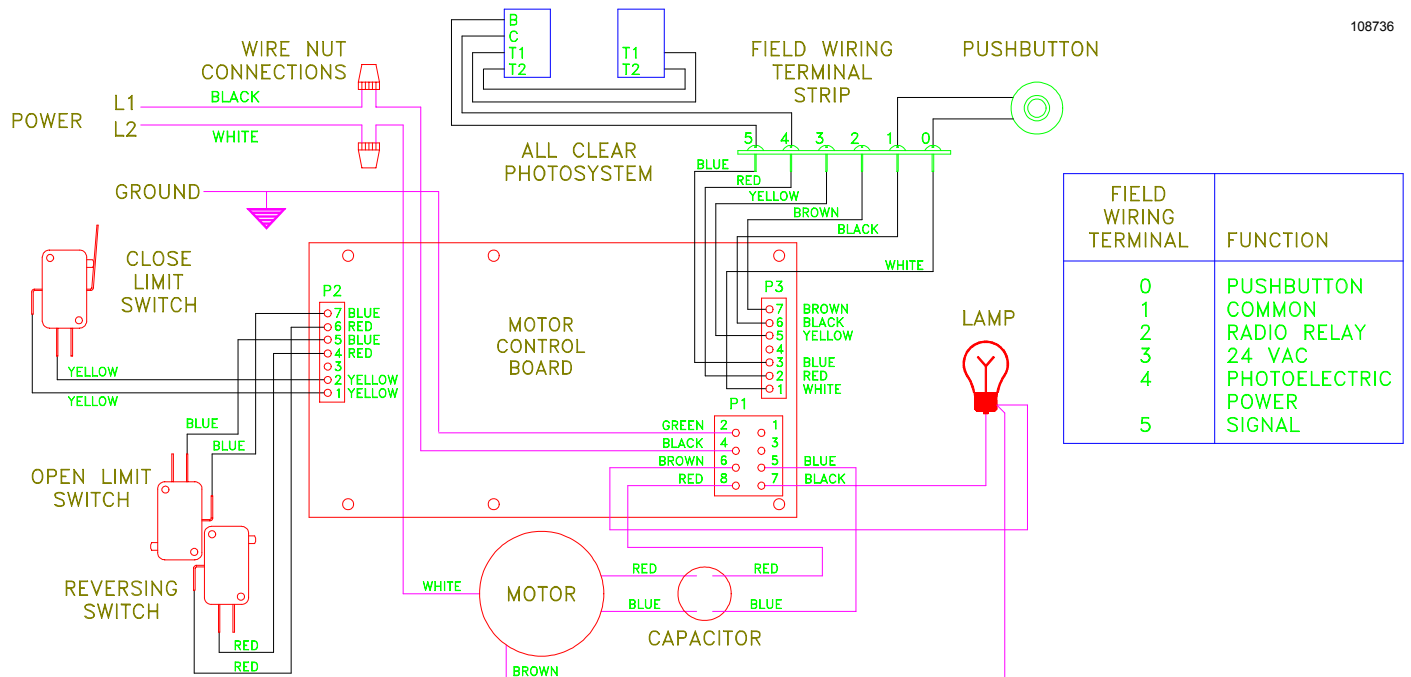 108736
B
C
T1
T2
T1
T2
WIRE NUT
CONNECTIONS
FIELD WIRING
TERMINAL
STRIP
PUSHBUTTON
POWER
L1
BLACK
L2
WHITE
ALL CLEAR
PHOTOSYSTEM
5 4 3 2 1 0
BLUE
RED
YELLOW
BROWN
BLACK
WHITE
GROUND
CLOSE
LIMIT
SWITCH
YELLOW
YELLOW
P2
7 BLUE
6 RED
5 BLUE
4 RED
3
2 YELLOW
1 YELLOW
MOTOR
CONTROL
BOARD
P3
7 BROWN
6 BLACK
5 YELLOW
4
3 BLUE
2 RED
1 WHITE
P1
GREEN 2 1
BLACK 4 3
BROWN 6 5 BLUE
RED 8 7 BLACK
LAMP
FIELD
WIRING
TERMINAL FUNCTION
0 PUSHBUTTON
1 COMMON
2 RADIO RELAY
3 24 VAC
4 PHOTOELECTRIC
POWER
5 SIGNAL
BLUE
BLUE
OPEN LIMIT
SWITCH
REVERSING
SWITCH
RED
RED
WHITE
MOTOR
RED RED
BLUE BLUE
CAPACITOR
BROWN